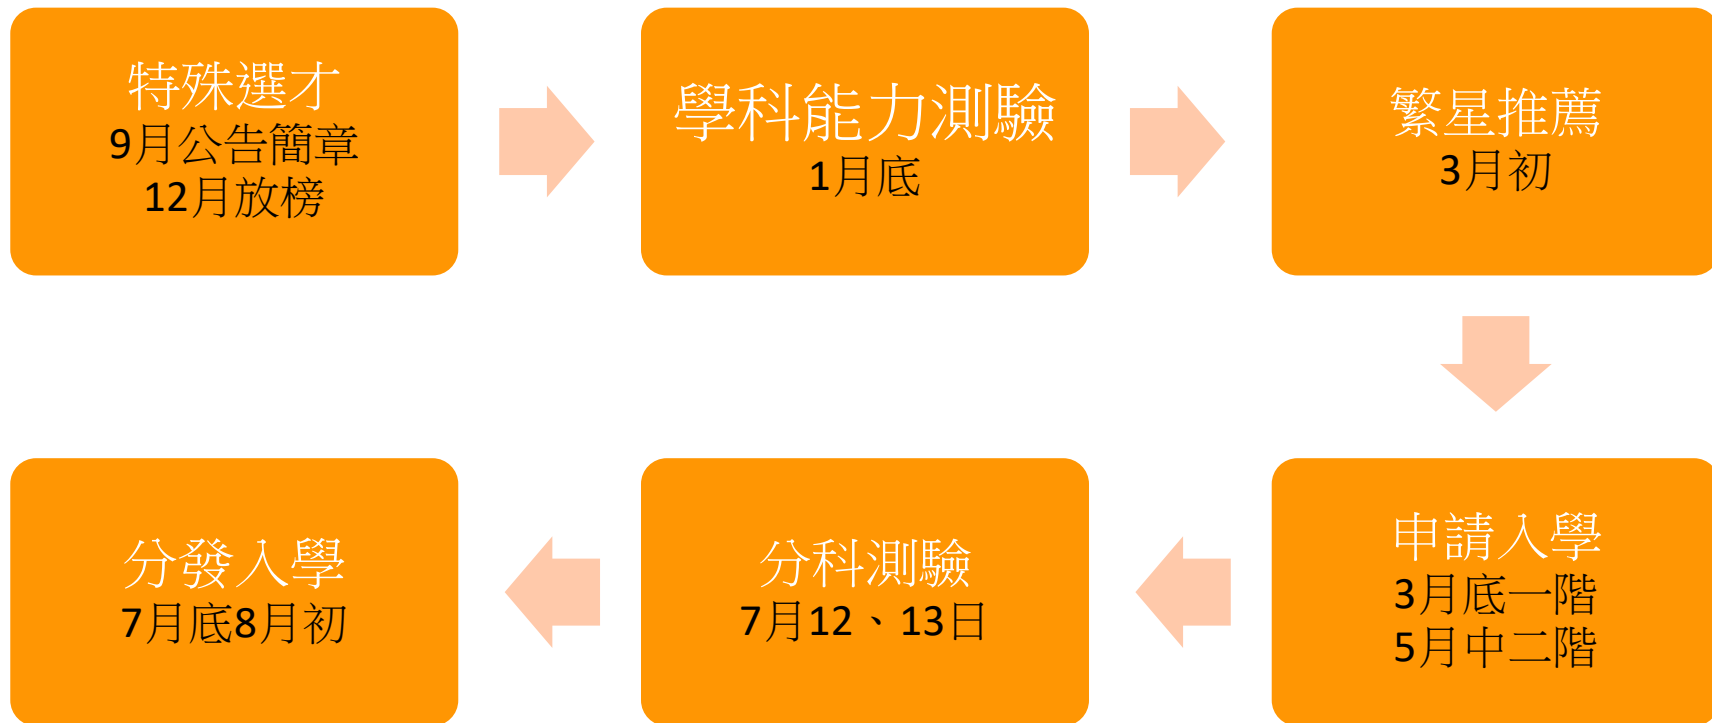 特殊選才
9月公告簡章
12月放榜
學科能力測驗
1月底
繁星推薦
3月初
申請入學
3月底一階
5月中二階
分科測驗
7月12、13日
分發入學
7月底8月初